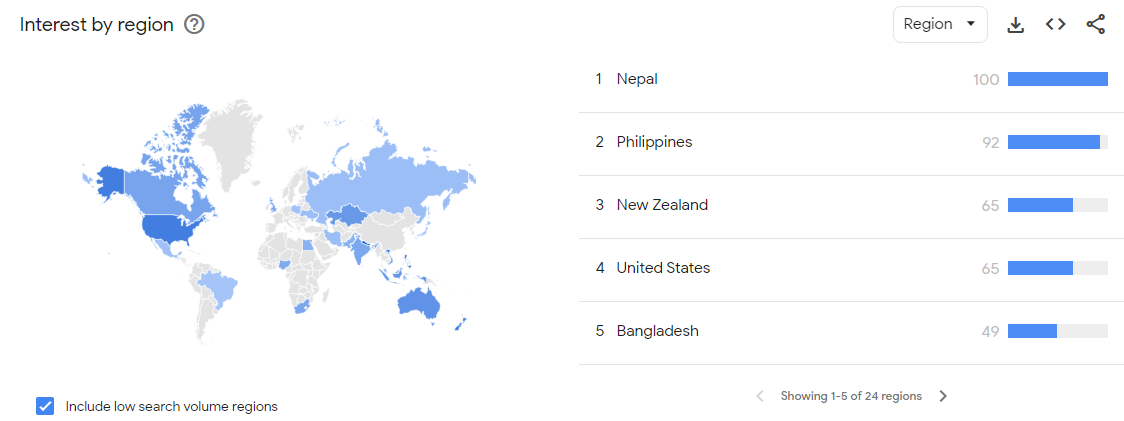 Interest by region
Region
1 Nepal 100
2 Philippines 92
3 New Zealand 65
4 United States 65
5 Bangladesh 49
Include low search volume regions
Showing 1-5 of 24 regions